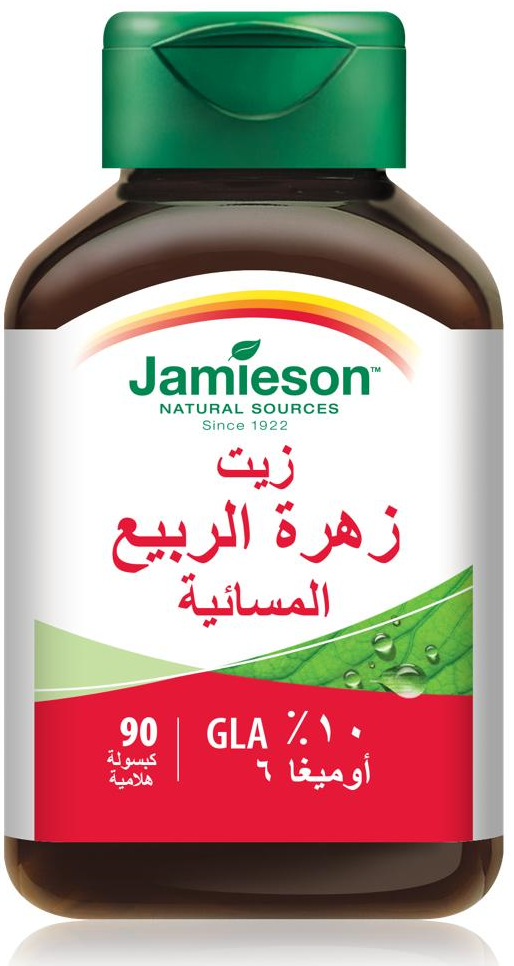 Jamieson™
NATURAL SOURCES
Since 1922
زيت
زهرة الربيع
المسائية
90
كبسولة
هلامية
GLA ٪١٠
أوميغا ٦